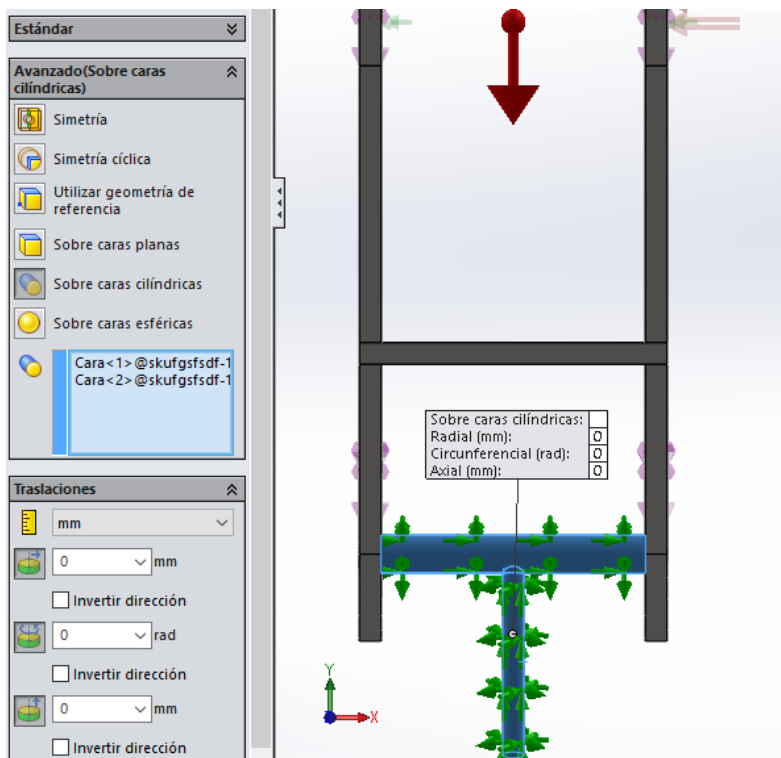 Estándar
Avanzado(Sobre caras
cilíndricas)
Simetría
Simetría cíclica
Utilizar geometría de
referencia
Sobre caras planas
Sobre caras cilíndricas
Sobre caras esféricas
Cara<1>@skufgsfsdf-1
Cara<2>@skufgsfsdf-1
Traslaciones
mm
0 mm
Invertir dirección
0 rad
Invertir dirección
0 mm
Invertir dirección
Sobre caras cilíndricas:
Radial (mm): 0
Circunferencial (rad): 0
Axial (mm): 0
Y
X